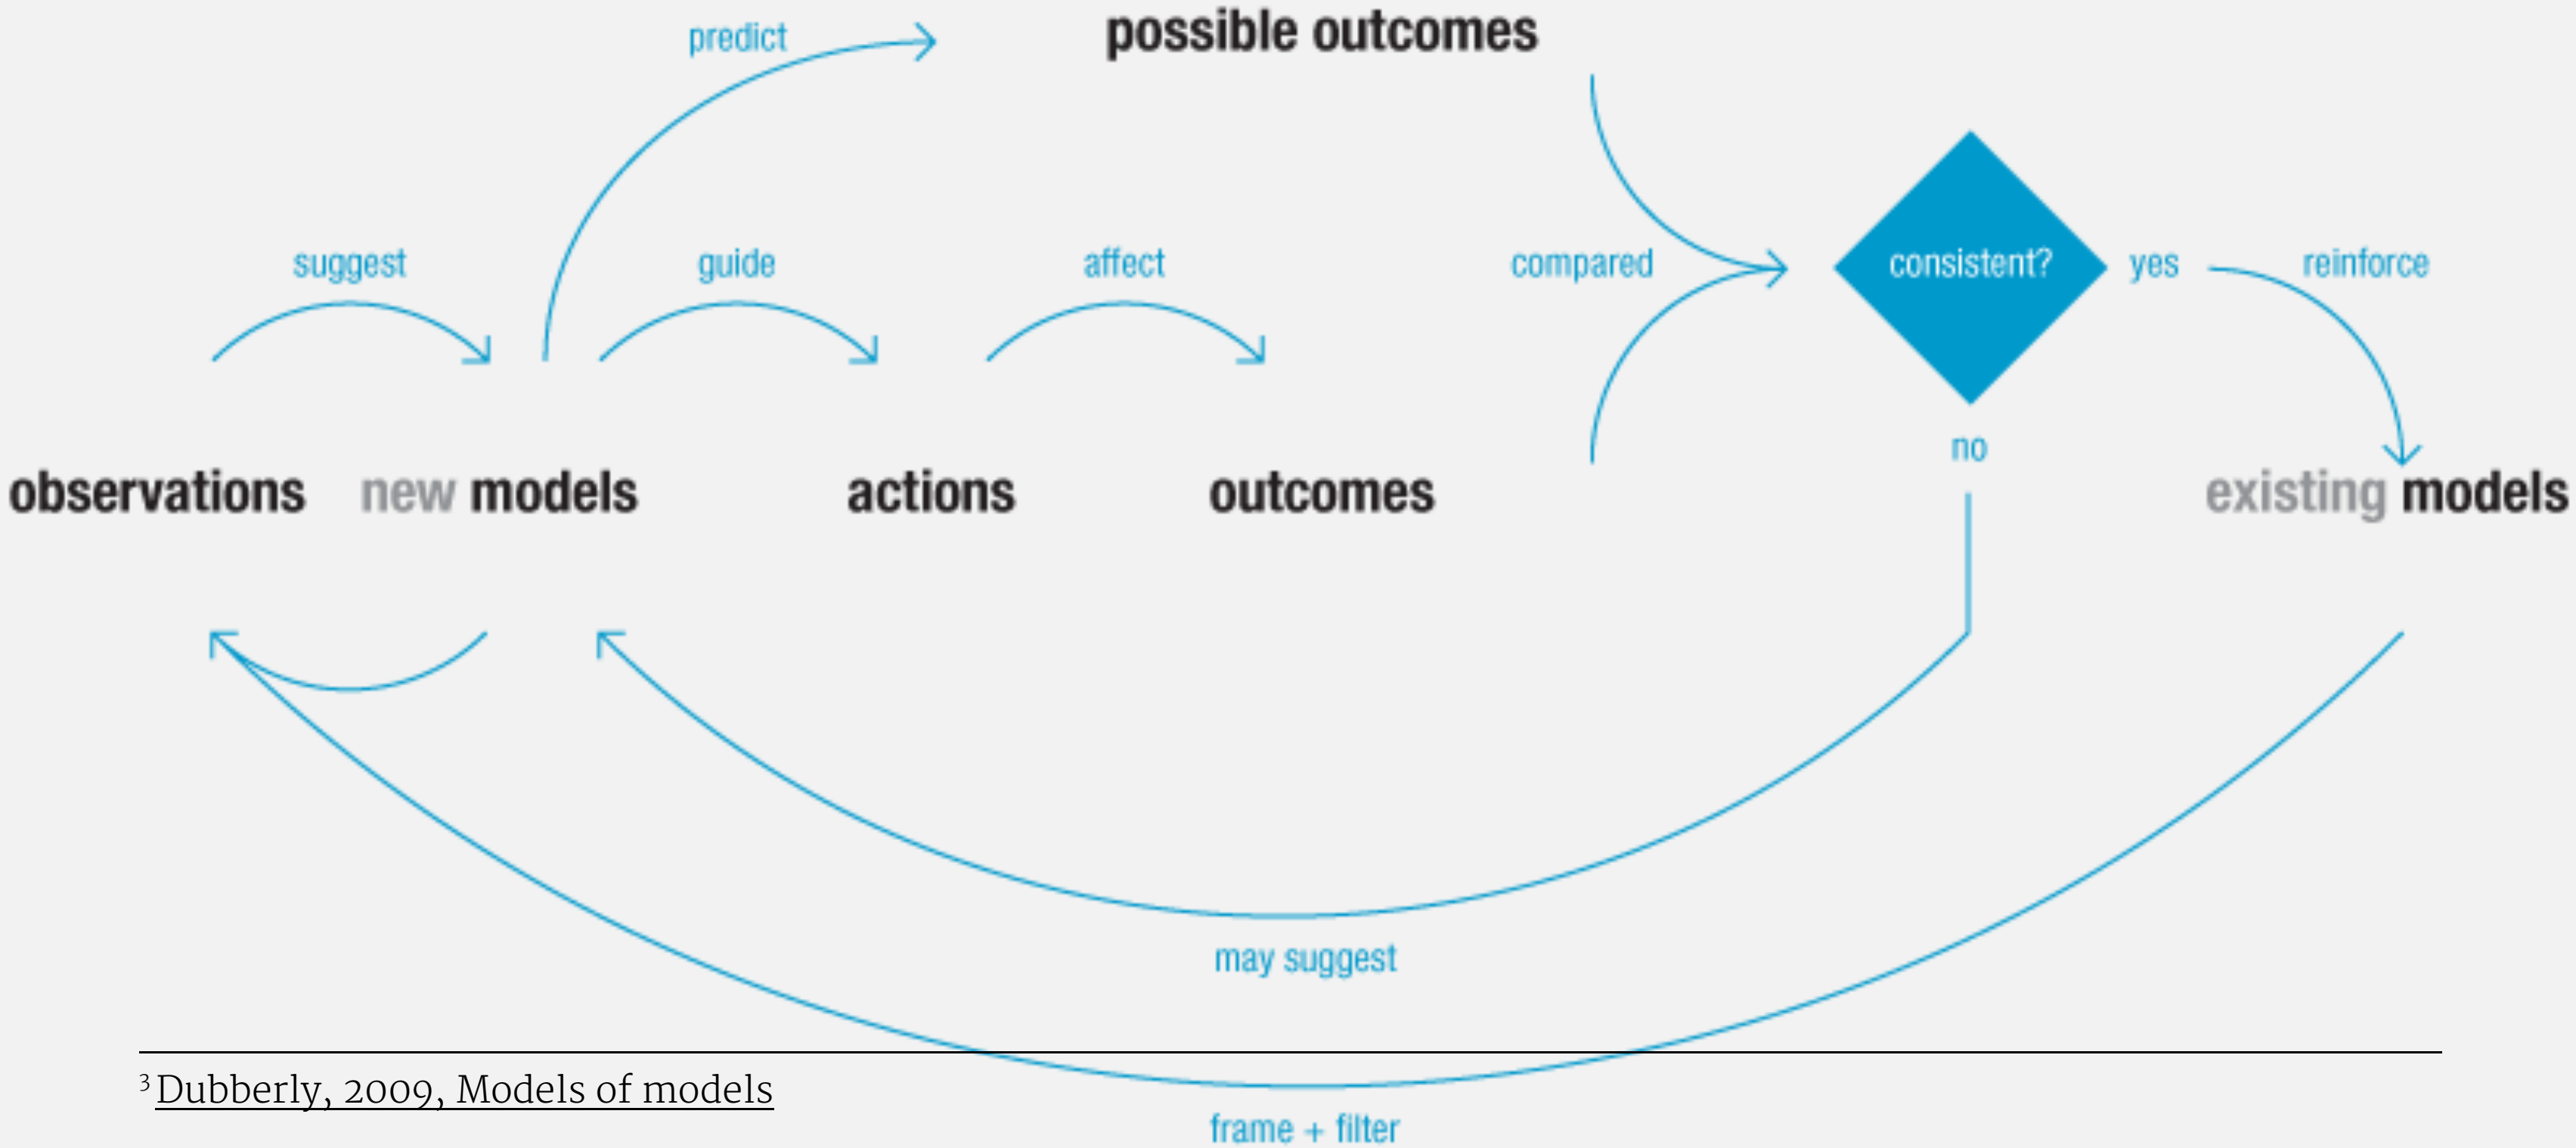 predict
possible outcomes
suggest
guide
affect
compared
consistent?
yes
reinforce
no
observations
new models
actions
outcomes
existing models
may suggest
3 Dubberly, 2009, Models of models
frame + filter